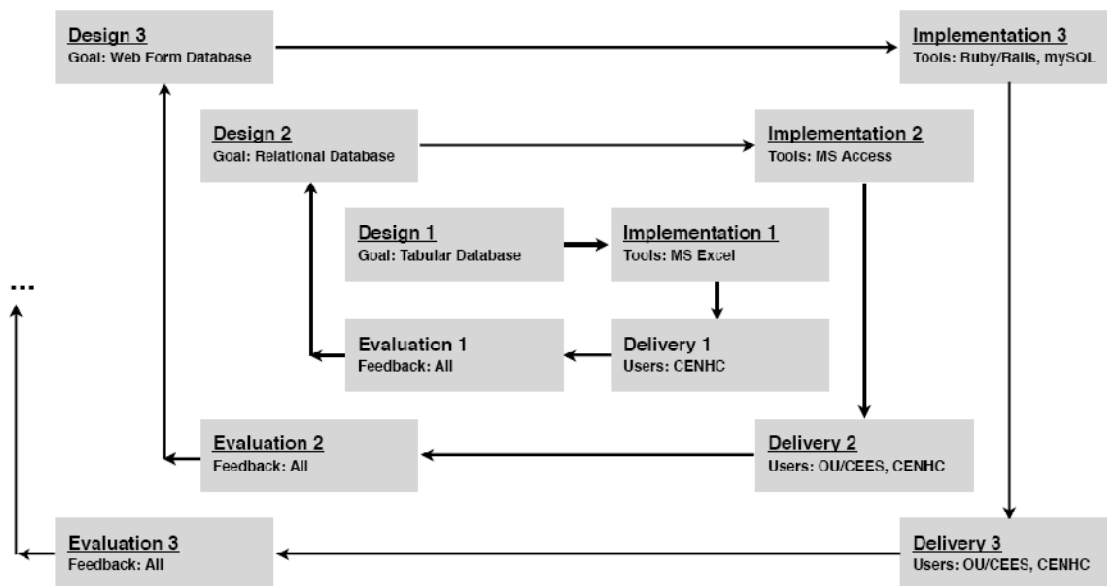 Design 3
Goal: Web Form Database
Implementation 3
Tools: Ruby/Rails, mySQL
Design 2
Goal: Relational Database
Implementation 2
Tools: MS Access
Design 1
Goal: Tabular Database
Implementation 1
Tools: MS Excel
...
Evaluation 1
Feedback: All
Delivery 1
Users: CENHC
Evaluation 2
Feedback: All
Delivery 2
Users: OU/CEES, CENHC
Evaluation 3
Feedback: All
Delivery 3
Users: OU/CEES, CENHC